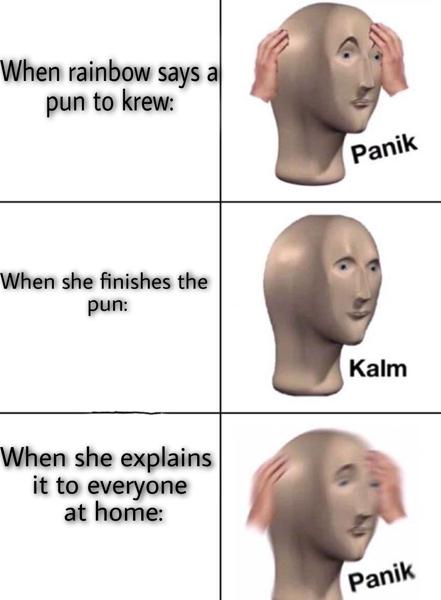 When rainbow says a
pun to krew:
Panik
When she finishes the
pun:
Kalm
When she explains
it to everyone
at home:
Panik